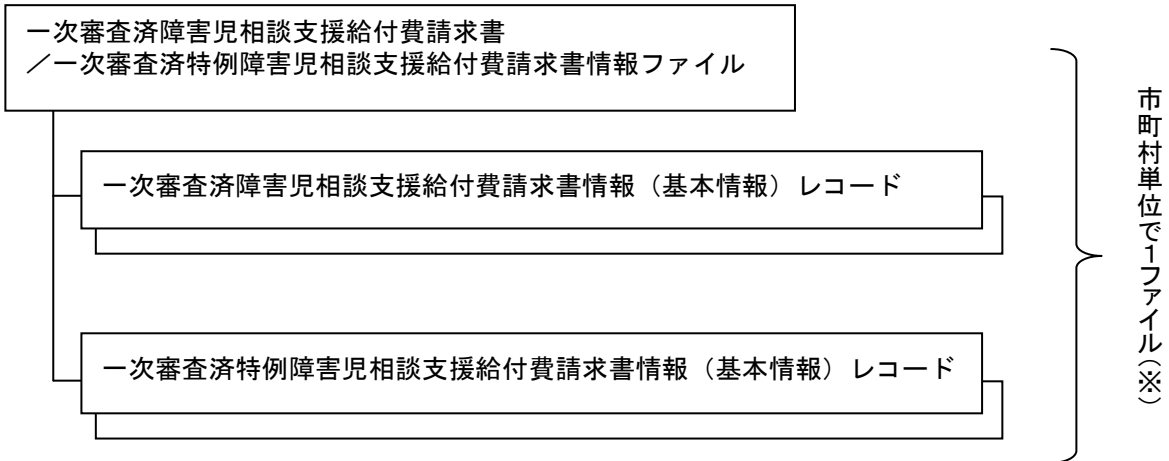 一次審査済障害児相談支援給付費請求書
／一次審査済特例障害児相談支援給付費請求書情報ファイル
一次審査済障害児相談支援給付費請求書情報（基本情報）レコード
一次審査済特例障害児相談支援給付費請求書情報（基本情報）レコード
市町村単位で1ファイル（※）